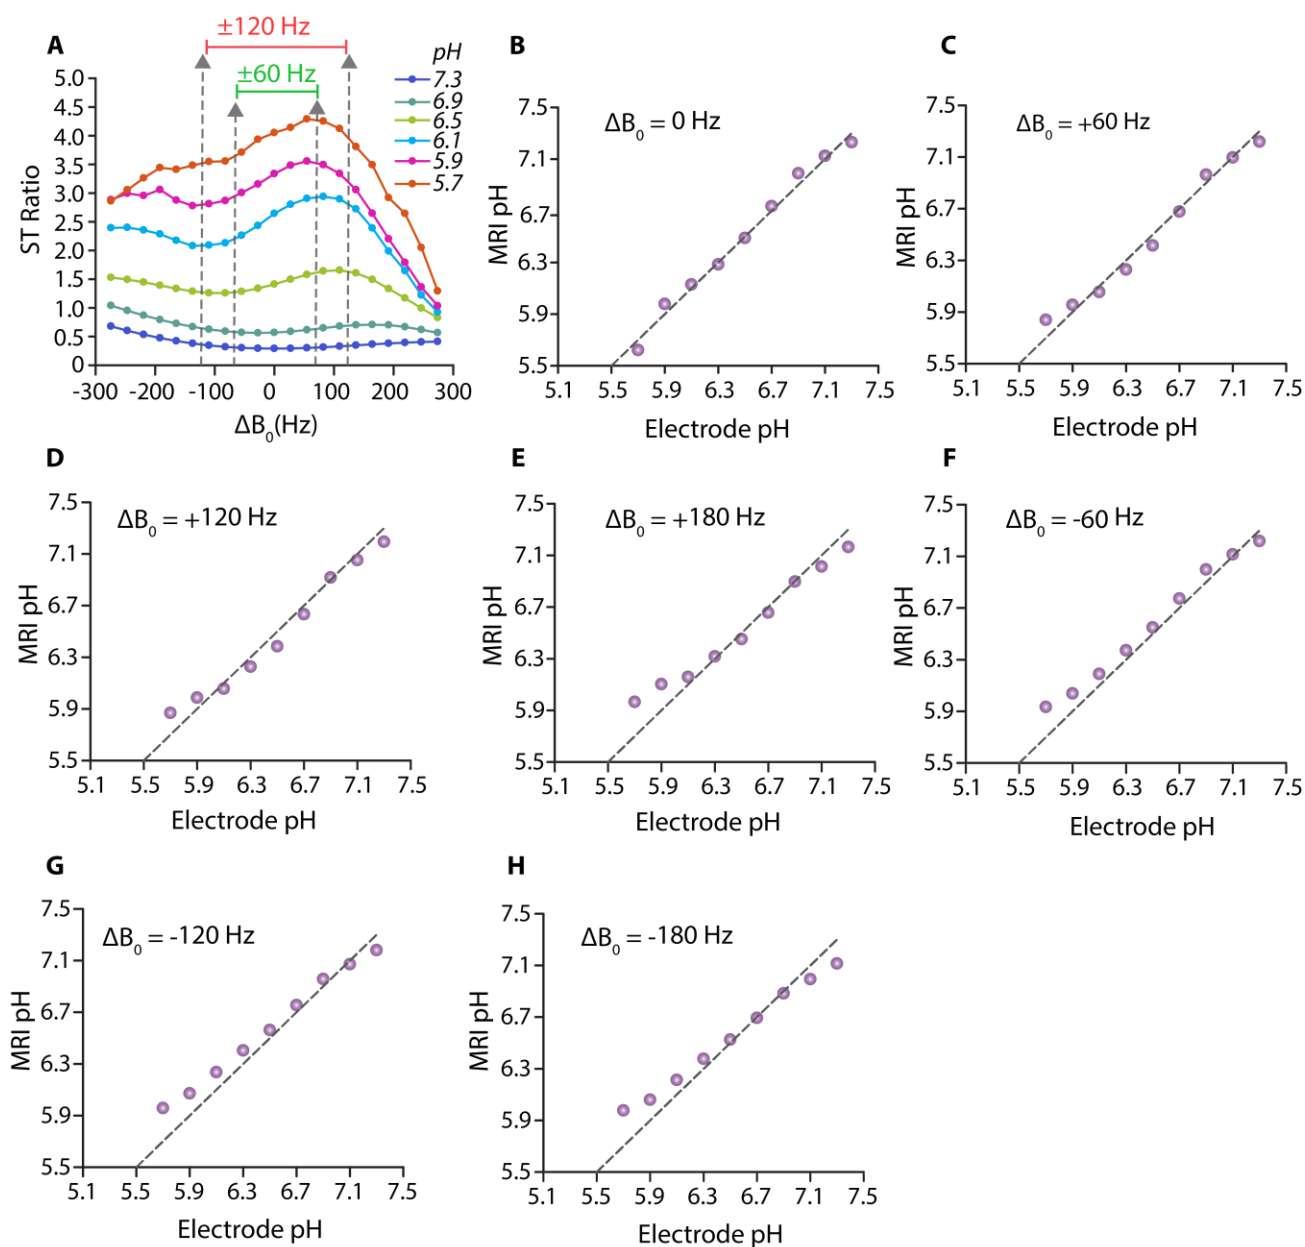 A
±120 Hz
±60 Hz
pH
7.3
6.9
6.5
6.1
5.9
5.7
5.0
4.5
4.0
3.5
3.0
2.5
2.0
1.5
1.0
0.5
0
ST Ratio
-300 -200 -100 0 100 200 300
ΔB₀(Hz)
B
ΔB₀ = 0 Hz
7.5
7.1
6.7
6.3
5.9
5.5
MRI pH
5.1 5.5 5.9 6.3 6.7 7.1 7.5
Electrode pH
C
ΔB₀ = +60 Hz
7.5
7.1
6.7
6.3
5.9
5.5
MRI pH
5.1 5.5 5.9 6.3 6.7 7.1 7.5
Electrode pH
D
ΔB₀ = +120 Hz
7.5
7.1
6.7
6.3
5.9
5.5
MRI pH
5.1 5.5 5.9 6.3 6.7 7.1 7.5
Electrode pH
E
ΔB₀ = +180 Hz
7.5
7.1
6.7
6.3
5.9
5.5
MRI pH
5.1 5.5 5.9 6.3 6.7 7.1 7.5
Electrode pH
F
ΔB₀ = -60 Hz
7.5
7.1
6.7
6.3
5.9
5.5
MRI pH
5.1 5.5 5.9 6.3 6.7 7.1 7.5
Electrode pH
G
ΔB₀ = -120 Hz
7.5
7.1
6.7
6.3
5.9
5.5
MRI pH
5.1 5.5 5.9 6.3 6.7 7.1 7.5
Electrode pH
H
ΔB₀ = -180 Hz
7.5
7.1
6.7
6.3
5.9
5.5
MRI pH
5.1 5.5 5.9 6.3 6.7 7.1 7.5
Electrode pH